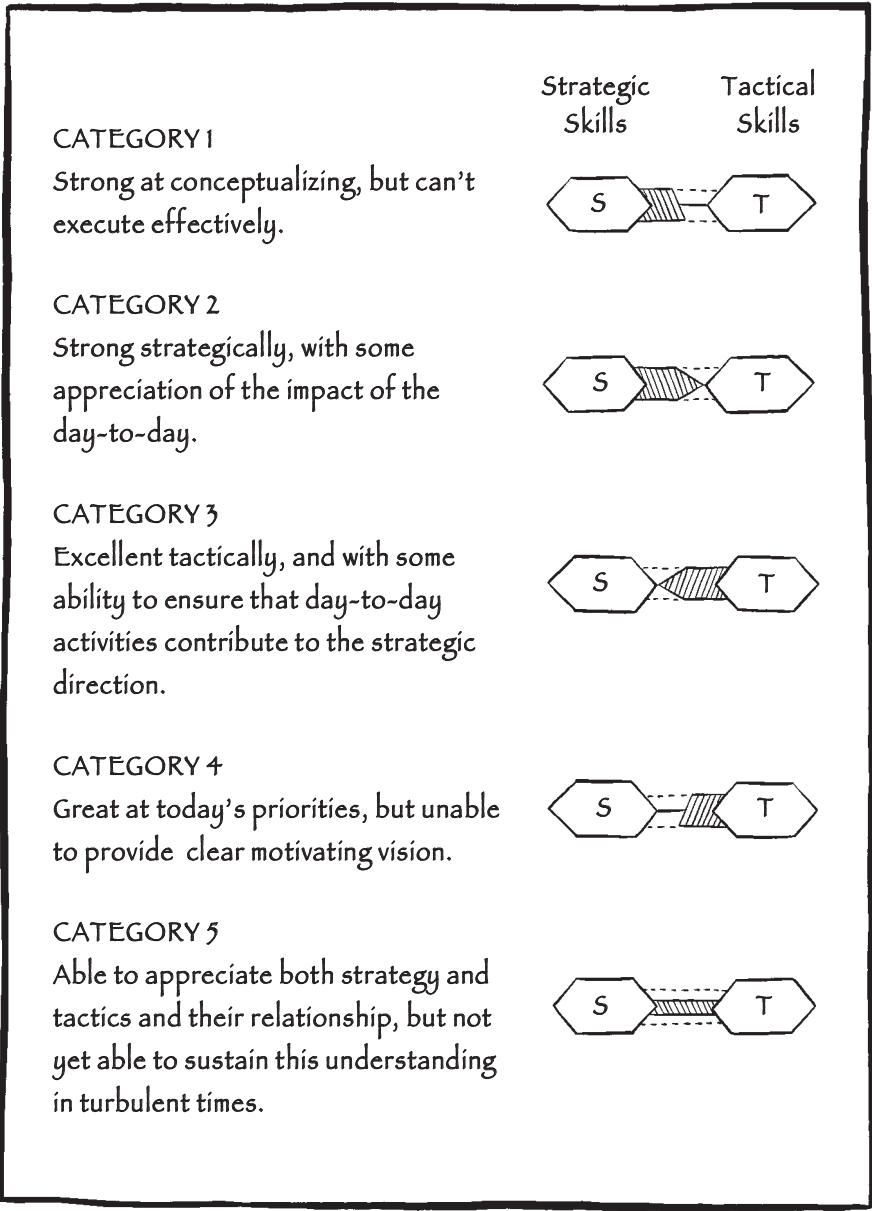 Strategic Skills
Tactical Skills
CATEGORY 1
Strong at conceptualizing, but can't
execute effectively.
S T
CATEGORY 2
Strong strategically, with some
appreciation of the impact of the
day-to-day.
S T
CATEGORY 3
Excellent tactically, and with some
ability to ensure that day-to-day
activities contribute to the strategic
direction.
S T
CATEGORY 4
Great at today's priorities, but unable
to provide clear motivating vision.
S T
CATEGORY 5
Able to appreciate both strategy and
tactics and their relationship, but not
yet able to sustain this understanding
in turbulent times.
S T